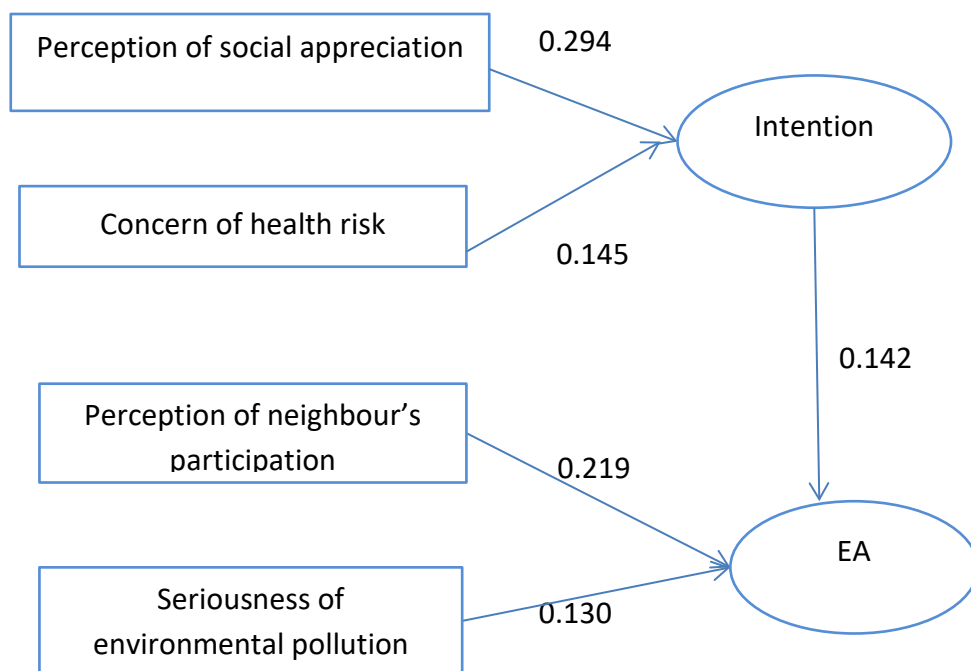 Perception of social appreciation
0.294
Intention
Concern of health risk
0.145
0.142
Perception of neighbour’s
participation
0.219
EA
Seriousness of
environmental pollution
0.130